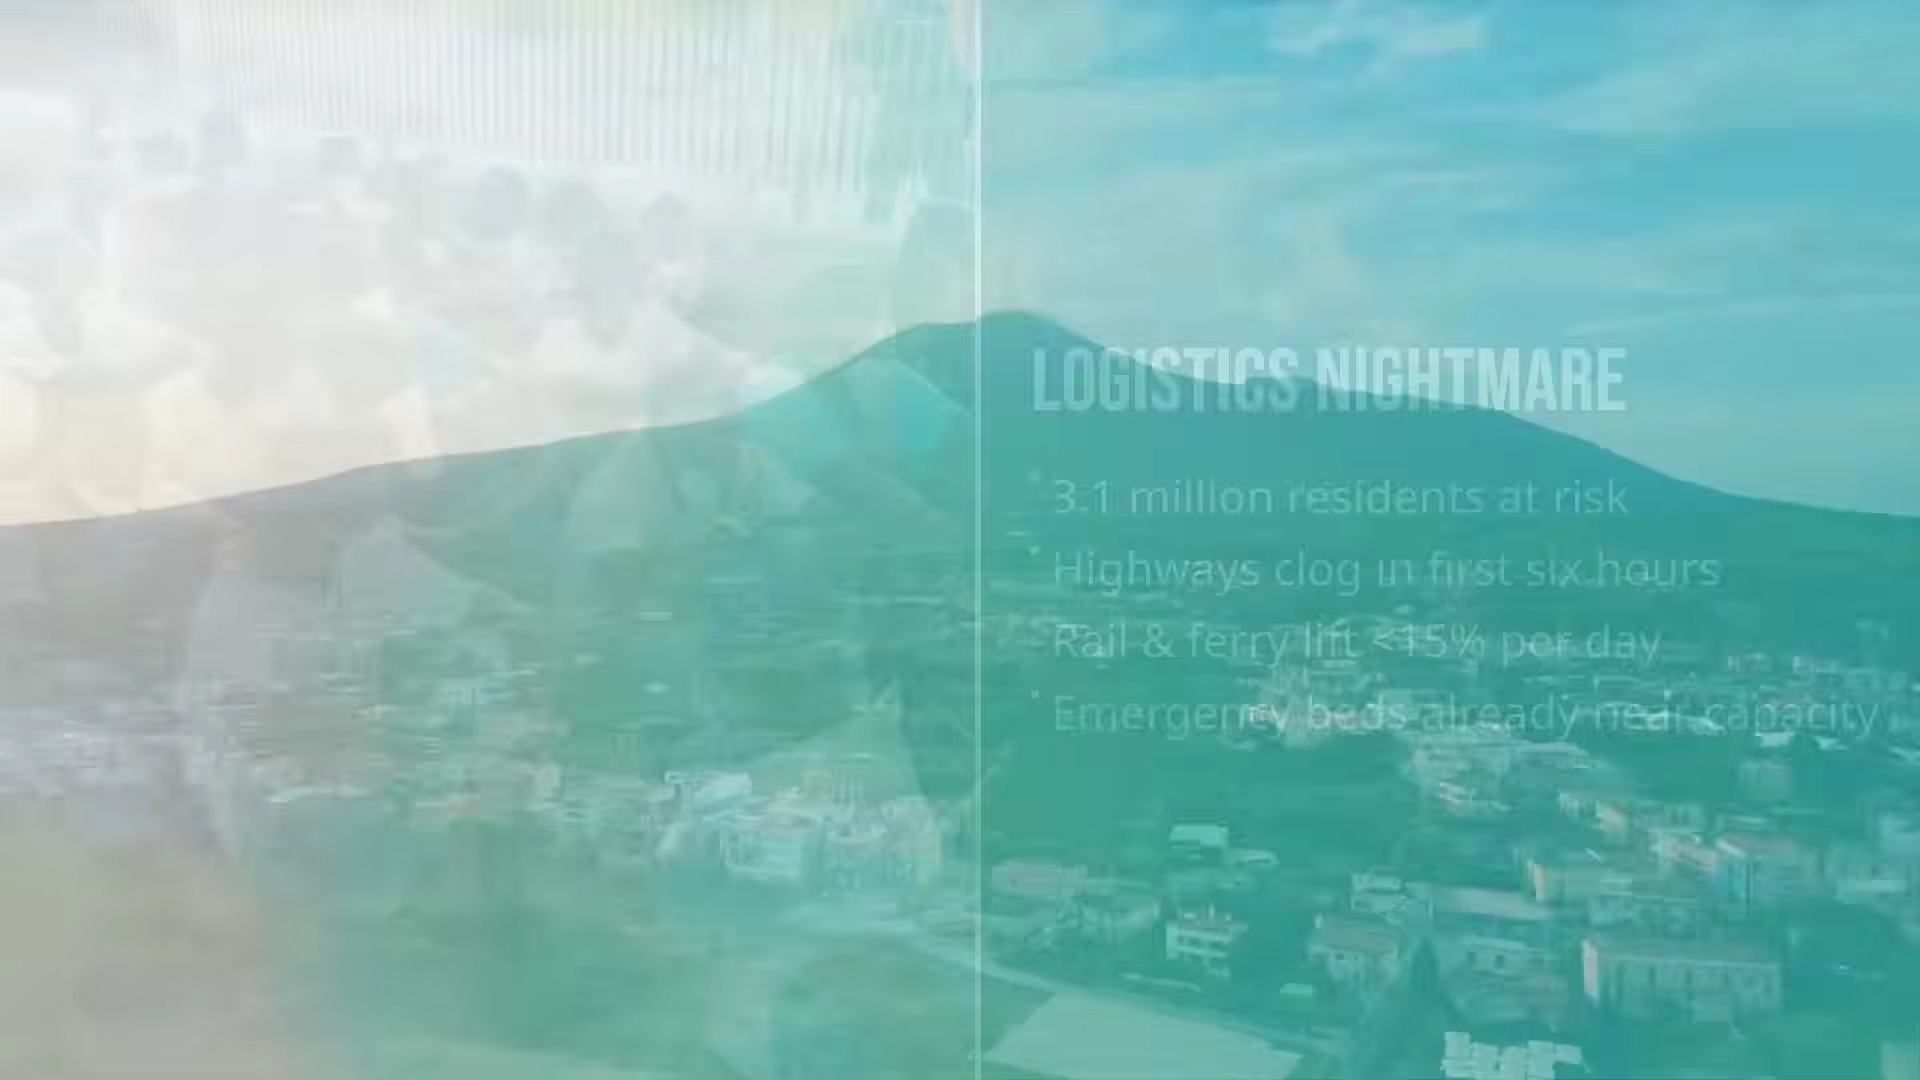 LOGISTICS NIGHTMARE
3.1 million residents at risk
Highways clog in first six hours
Rail & ferry lift <15% per day
Emergency beds already near capacity